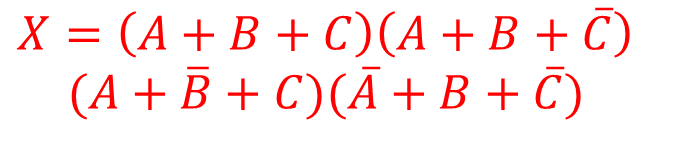 X = (A + B + C)(A + B + C̄)
(A + B̄ + C)(Ā + B + C̄)